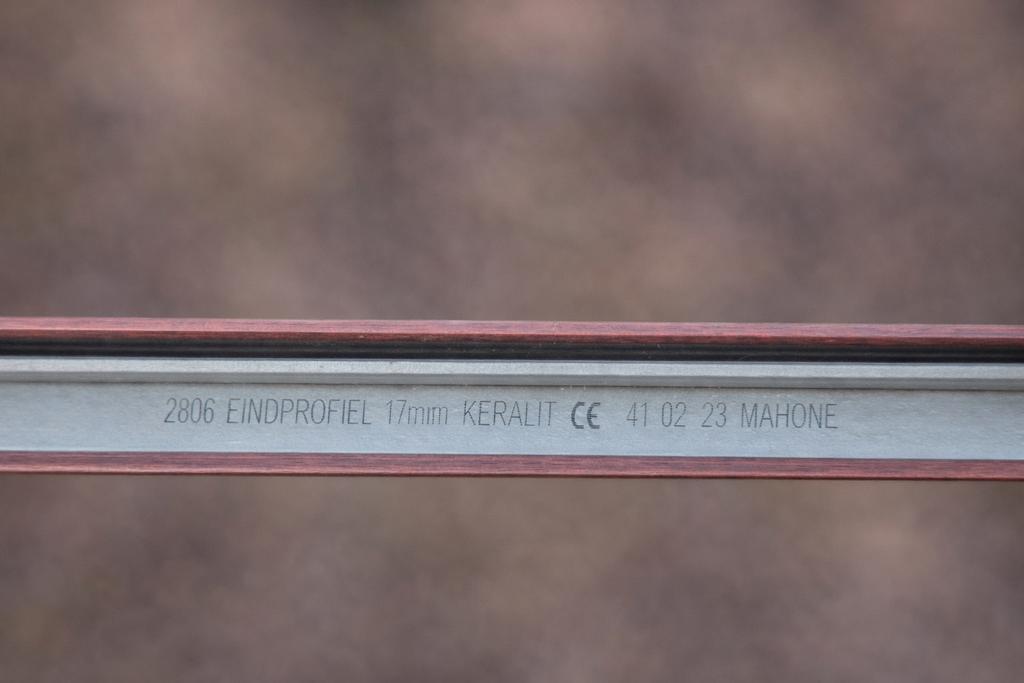 2806 EINDPROFIEL 17mm KERALIT CE 41 02 23 MAHONE